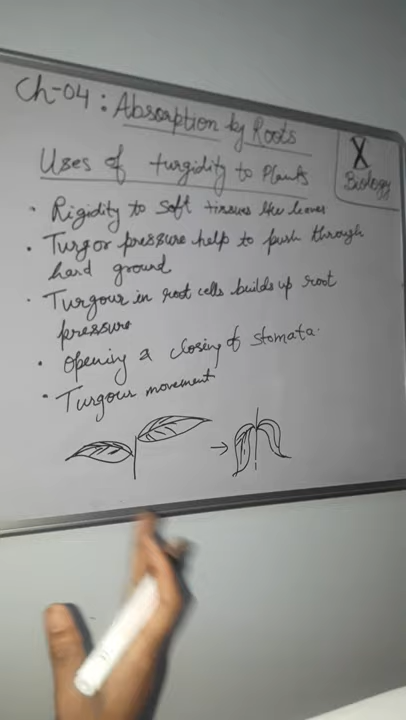 Ch-04 : Absorption by Roots
X
Biology
Uses of turgidity to Plants
• Rigidity to soft tissues like leaves
• Turgor pressure help to push through
hard ground
• Turgour in root cells builds up root
pressure
• Opening & closing of stomata.
• Turgour movement